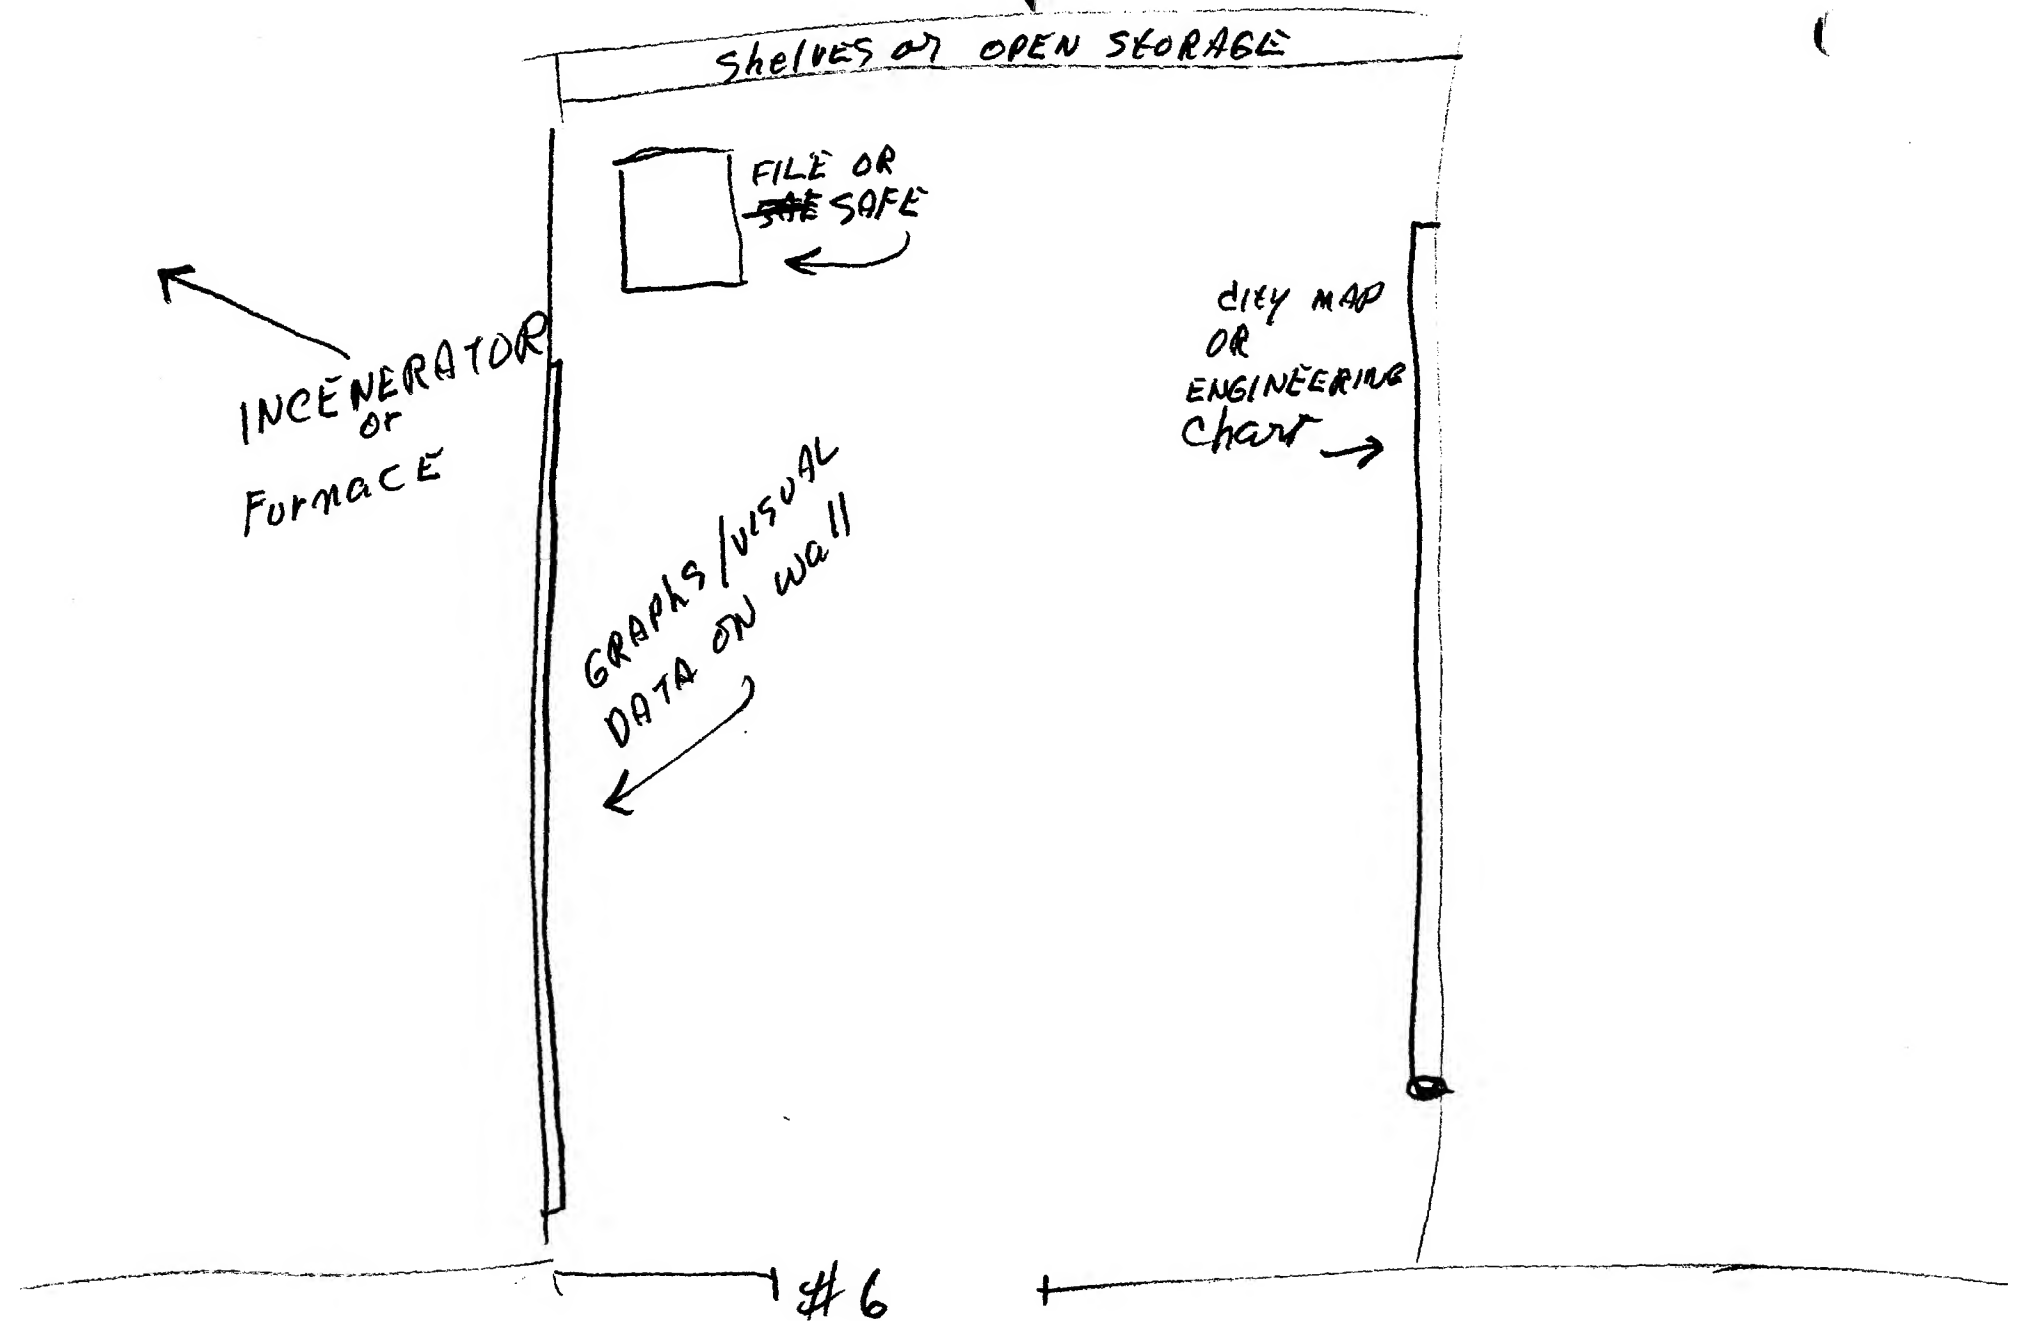 ShelVES or OPEN STORAGE
FILE OR
SAFE
INCENERATOR
or
FurnaCE
City MAP
OR
ENGINEERING
Chart
GRAPhS/VISUAL
DATA ON Wall
#6